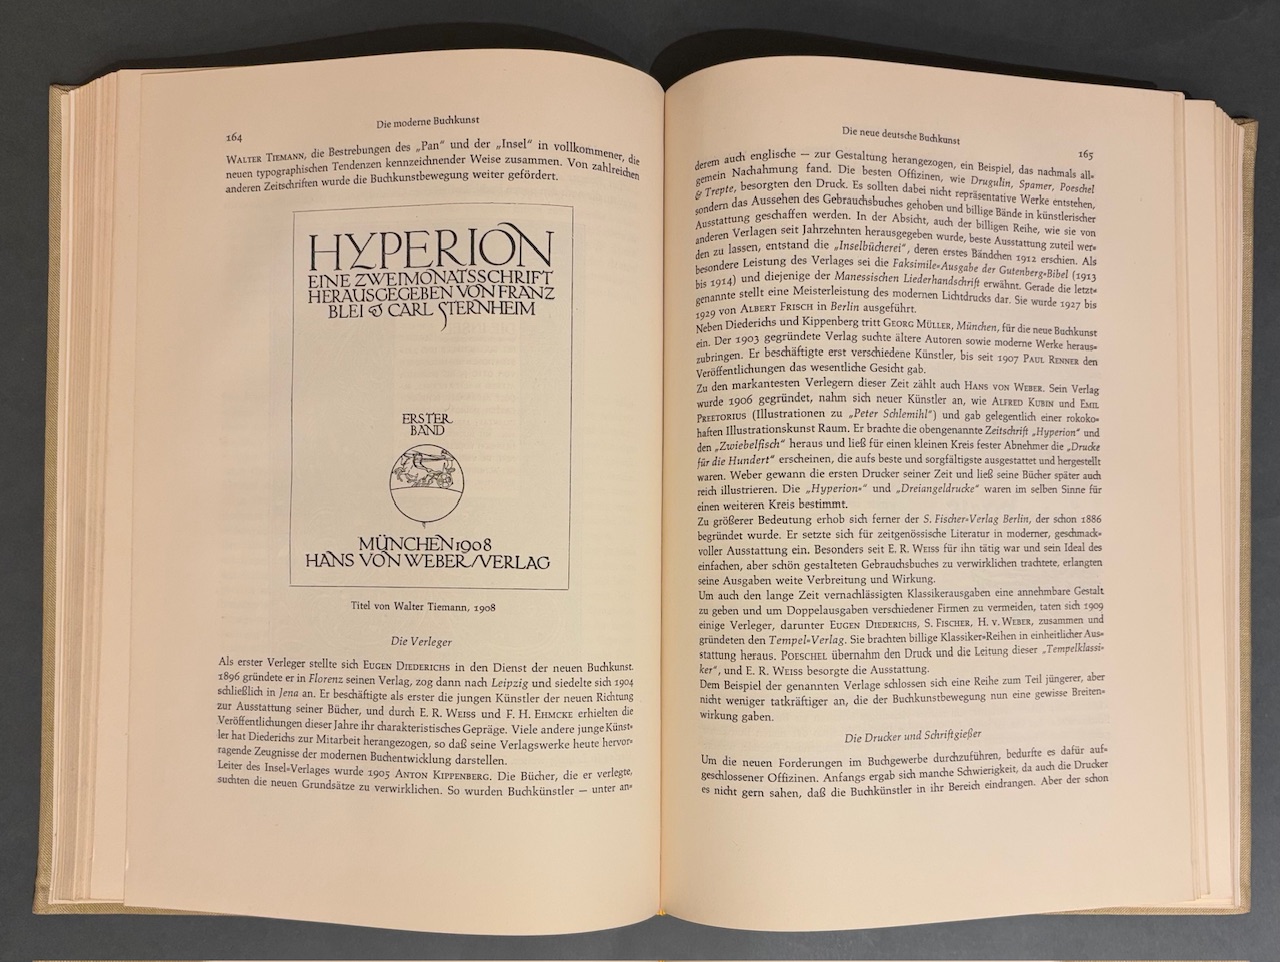 164
Die moderne Buchkunst
WALTER TIEMANN, die Bestrebungen des „Pan“ und der „Insel“ in vollkommener, die
neuen typographischen Tendenzen kennzeichnender Weise zusammen. Von zahlreichen
anderen Zeitschriften wurde die Buchkunstbewegung weiter gefördert.
HYPERION
EINE ZWEIMONATSSCHRIFT
HERAUSGEGEBEN VON FRANZ
BLEI & CARL STERNHEIM
ERSTER
BAND
MÜNCHEN 1908
HANS VON WEBER/VERLAG
Titel von Walter Tiemann, 1908
Die Verleger
Als erster Verleger stellte sich EUGEN DIEDERICHS in den Dienst der neuen Buchkunst.
1896 gründete er in Florenz seinen Verlag, zog dann nach Leipzig und siedelte sich 1904
schließlich in Jena an. Er beschäftigte als erste die jungen Künstler der neuen Richtung
zur Ausstattung seiner Bücher, und durch E. R. WEISS und F. H. EHMCKE erhielten die
Veröffentlichungen dieser Jahre ihr charakteristisches Gepräge. Viele andere junge Künst-
ler hat Diederichs zur Mitarbeit herangezogen, so daß seine Verlagswerke heute hervor-
ragende Zeugnisse der modernen Buchentwicklung darstellen.
Leiter des Insel-Verlages wurde 1905 ANTON KIPPENBERG. Die Bücher, die er verlegte,
suchten die neuen Grundsätze zu verwirklichen. So wurden Buchkünstler — unter an-
Die neue deutsche Buchkunst
165
derem auch englische — zur Gestaltung herangezogen, ein Beispiel, das nachmals all-
gemein Nachahmung fand. Die besten Offizinen, wie Drugulin, Spamer, Poeschel
& Trepte, besorgten den Druck. Es sollten dabei nicht repräsentative Werke entstehen,
sondern das Aussehen des Gebrauchsbuches gehoben und billige Bände in künstlerischer
Ausstattung geschaffen werden. In der Absicht, auch der billigen Reihe, wie sie von
anderen Verlagen seit Jahrzehnten herausgegeben wurde, beste Ausstattung zuteil wer-
den zu lassen, entstand die „Inselbücherei“, deren erstes Bändchen 1912 erschien. Als
besondere Leistung des Verlages sei die Faksimile-Ausgabe der Gutenberg-Bibel (1913
bis 1914) und diejenige der Manessischen Liederhandschrift erwähnt. Gerade die letzt-
genannte stellt eine Meisterleistung des modernen Lichtdrucks dar. Sie wurde 1927 bis
1929 von ALBERT FRISCH in Berlin ausgeführt.
Neben Diederichs und Kippenberg tritt GEORG MÜLLER, München, für die neue Buchkunst
ein. Der 1903 gegründete Verlag suchte ältere Autoren sowie moderne Werke heraus-
zubringen. Er beschäftigte erst verschiedene Künstler, bis seit 1907 PAUL RENNER den
Veröffentlichungen das wesentliche Gesicht gab.
Zu den markantesten Verlegern dieser Zeit zählt auch HANS VON WEBER. Sein Verlag
wurde 1906 gegründet, nahm sich neuer Künstler an, wie ALFRED KUBIN und EMIL
PREETORIUS (Illustrationen zu „Peter Schlemihl“) und gab gelegentlich einer rokoko-
haften Illustrationskunst Raum. Er brachte die obengenannte Zeitschrift „Hyperion“ und
den „Zwiebelfisch“ heraus und ließ für einen kleinen Kreis fester Abnehmer die „Drucke
für die Hundert“ erscheinen, die aufs beste und sorgfältigste ausgestattet und hergestellt
waren. Weber gewann die ersten Drucker seiner Zeit und ließ seine Bücher später auch
reich illustrieren. Die „Hyperion-“ und „Dreiangeldrucke“ waren im selben Sinne für
einen weiteren Kreis bestimmt.
Zu größerer Bedeutung erhob sich ferner der S. Fischer-Verlag Berlin, der schon 1886
begründet wurde. Er setzte sich für zeitgenössische Literatur in moderner, geschmack-
voller Ausstattung ein. Besonders seit E. R. WEISS für ihn tätig war und sein Ideal des
einfachen, aber schön gestalteten Gebrauchsbuches zu verwirklichen trachtete, erlangten
seine Ausgaben weite Verbreitung und Wirkung.
Um auch den lange Zeit vernachlässigten Klassikerausgaben eine annehmbare Gestalt
zu geben und um Doppelausgaben verschiedener Firmen zu vermeiden, taten sich 1909
einige Verleger, darunter EUGEN DIEDERICHS, S. FISCHER, H. v. WEBER, zusammen und
gründeten den Tempel-Verlag. Sie brachten billige Klassiker-Reihen in einheitlicher Aus-
stattung heraus. POESCHEL übernahm den Druck und die Leitung dieser „Tempelklassi-
ker“, und E. R. WEISS besorgte die Ausstattung.
Dem Beispiel der genannten Verlage schlossen sich eine Reihe zum Teil jüngerer, aber
nicht weniger tatkräftiger an, die der Buchkunstbewegung nun eine gewisse Breiten-
wirkung gaben.
Die Drucker und Schriftgießer
Um die neuen Forderungen im Buchgewerbe durchzuführen, bedurfte es dafür auf-
geschlossener Offizinen. Anfangs ergab sich manche Schwierigkeit, da auch die Drucker
es nicht gern sahen, daß die Buchkünstler in ihr Bereich eindrangen. Aber der schon